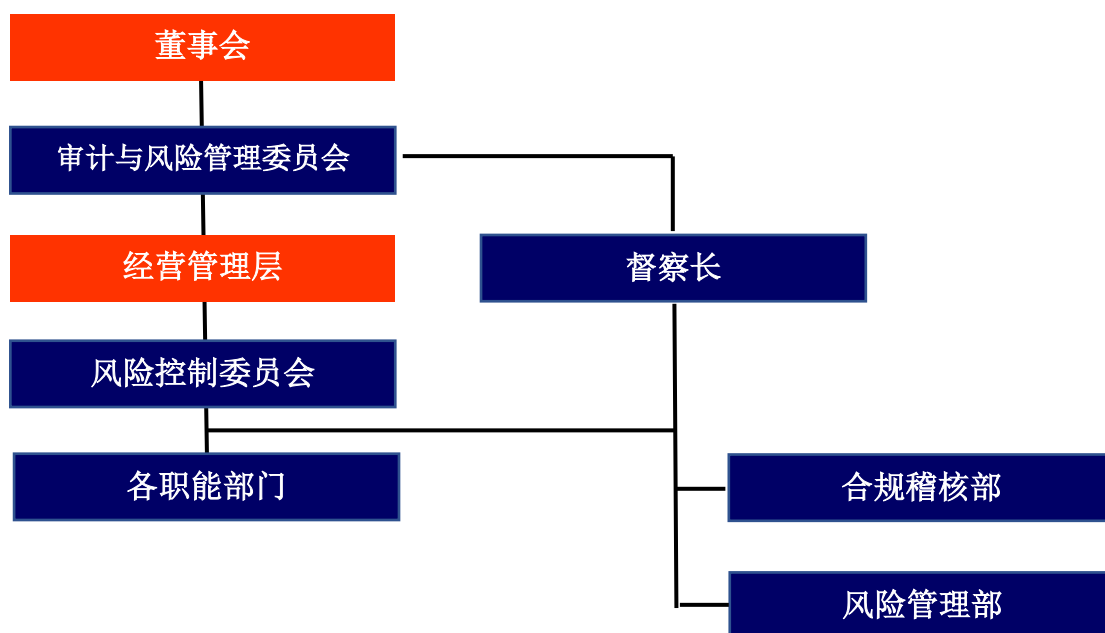 董事会
审计与风险管理委员会
经营管理层
督察长
风险控制委员会
各职能部门
合规稽核部
风险管理部